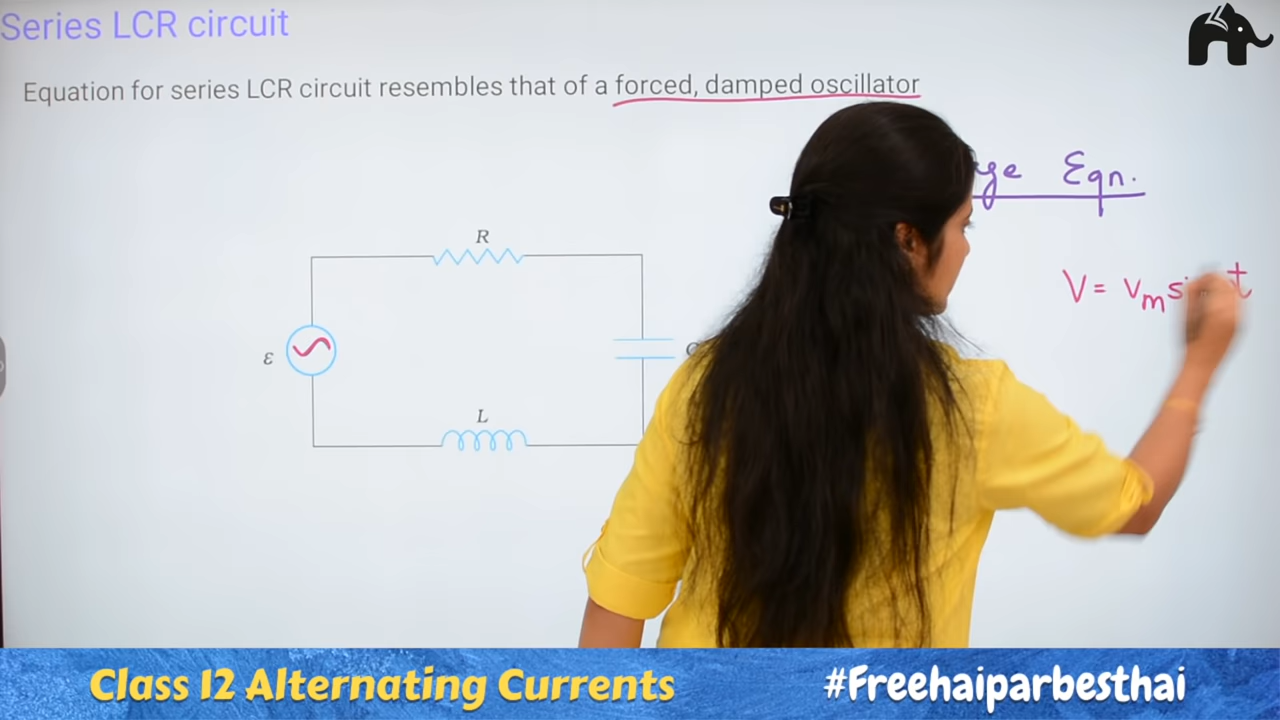 Series LCR circuit
Equation for series LCR circuit resembles that of a forced, damped oscillator
Eqn.
R
V = Vm
ε
L
Class 12 Alternating Currents
#Freehaiparbesthai